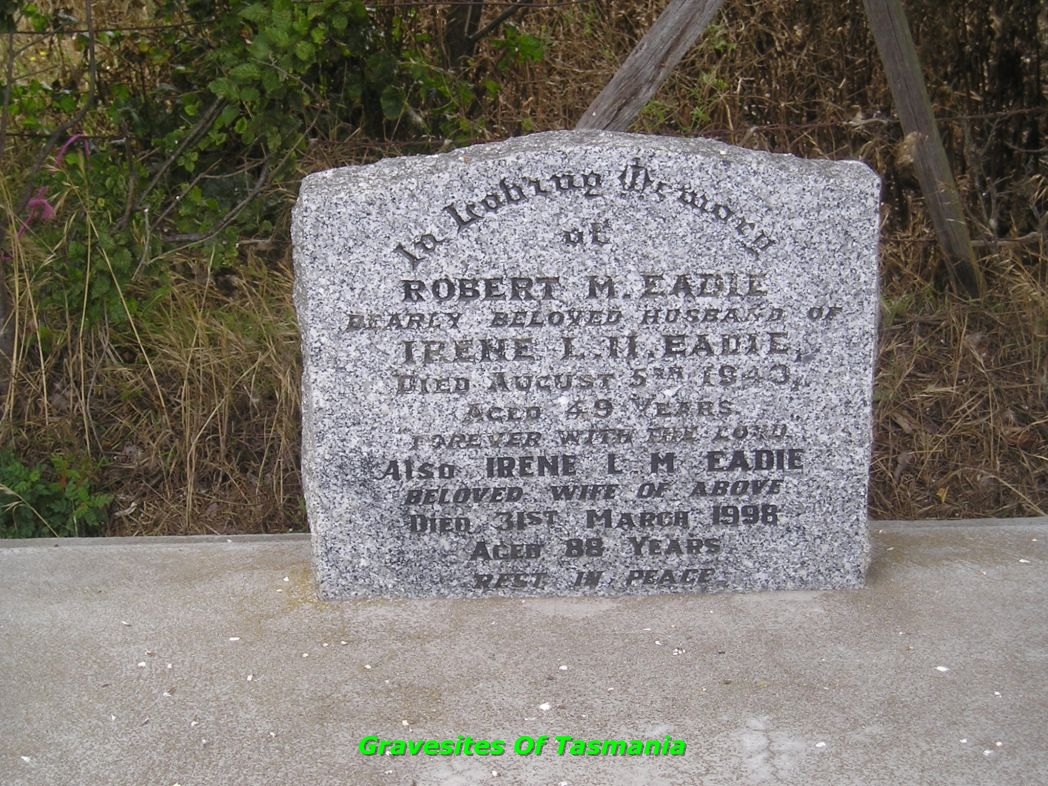 In Loving Memory
of
ROBERT M. EADIE
DEARLY BELOVED HUSBAND OF
IRENE L. M. EADIE,
DIED AUGUST 5TH 1943,
AGED 49 YEARS.
"FOREVER WITH THE LORD."
ALSO IRENE L M EADIE
BELOVED WIFE OF ABOVE
DIED 31ST MARCH 1998
AGED 88 YEARS
REST IN PEACE.
Gravesites Of Tasmania